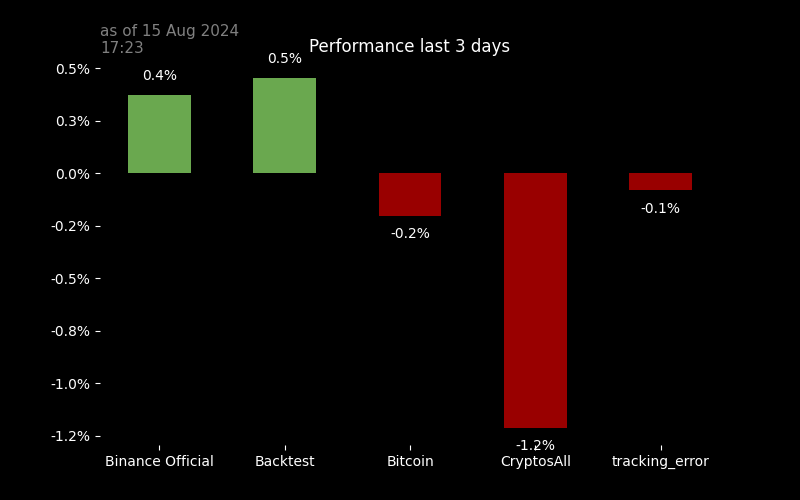 as of 15 Aug 2024
17:23
Performance last 3 days
0.5%
0.3%
0.0%
-0.2%
-0.5%
-0.8%
-1.0%
-1.2%
0.4%
0.5%
-0.2%
-1.2%
-0.1%
Binance Official
Backtest
Bitcoin
CryptosAll
tracking_error